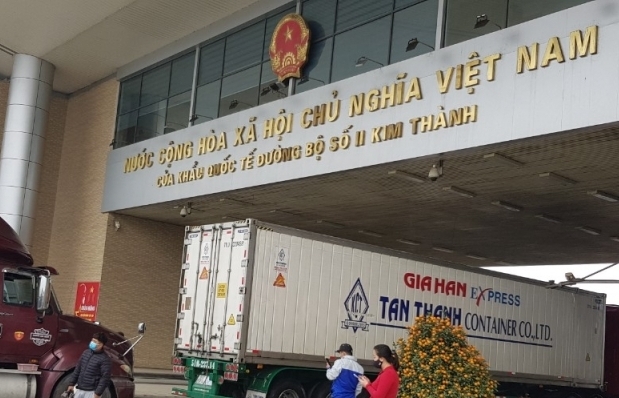 NƯỚC CỘNG HÒA XÃ HỘI CHỦ NGHĨA VIỆT NAM
CỬA KHẨU QUỐC TẾ ĐƯỜNG BỘ SỐ II KIM THÀNH
GIA HAN EXPRESS
TAN THANH CONTAINER CO.,LTD.